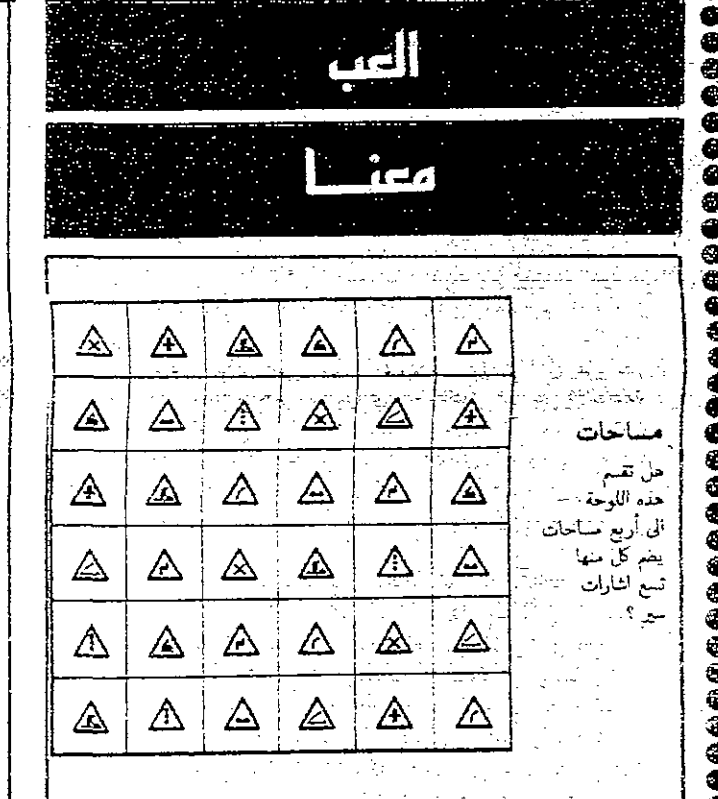 العب
معنا
مساحات
هل تقسم
هذه اللوحة
الى أربع مساحات
يضم كل منها
تسع اشارات
سير ؟